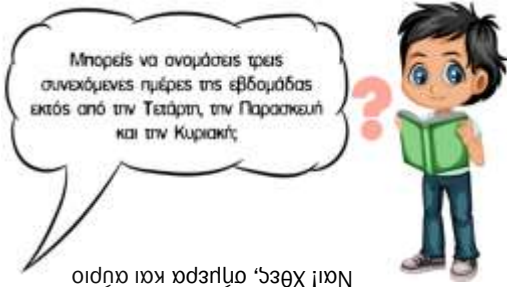 Μπορείς να ονομάσεις τρεις
συνεχόμενες ημέρες της εβδομάδας
εκτός από την Τετάρτη, την Παρασκευή
και την Κυριακή;
?
Ναι! Χθες, σήμερα και αύριο